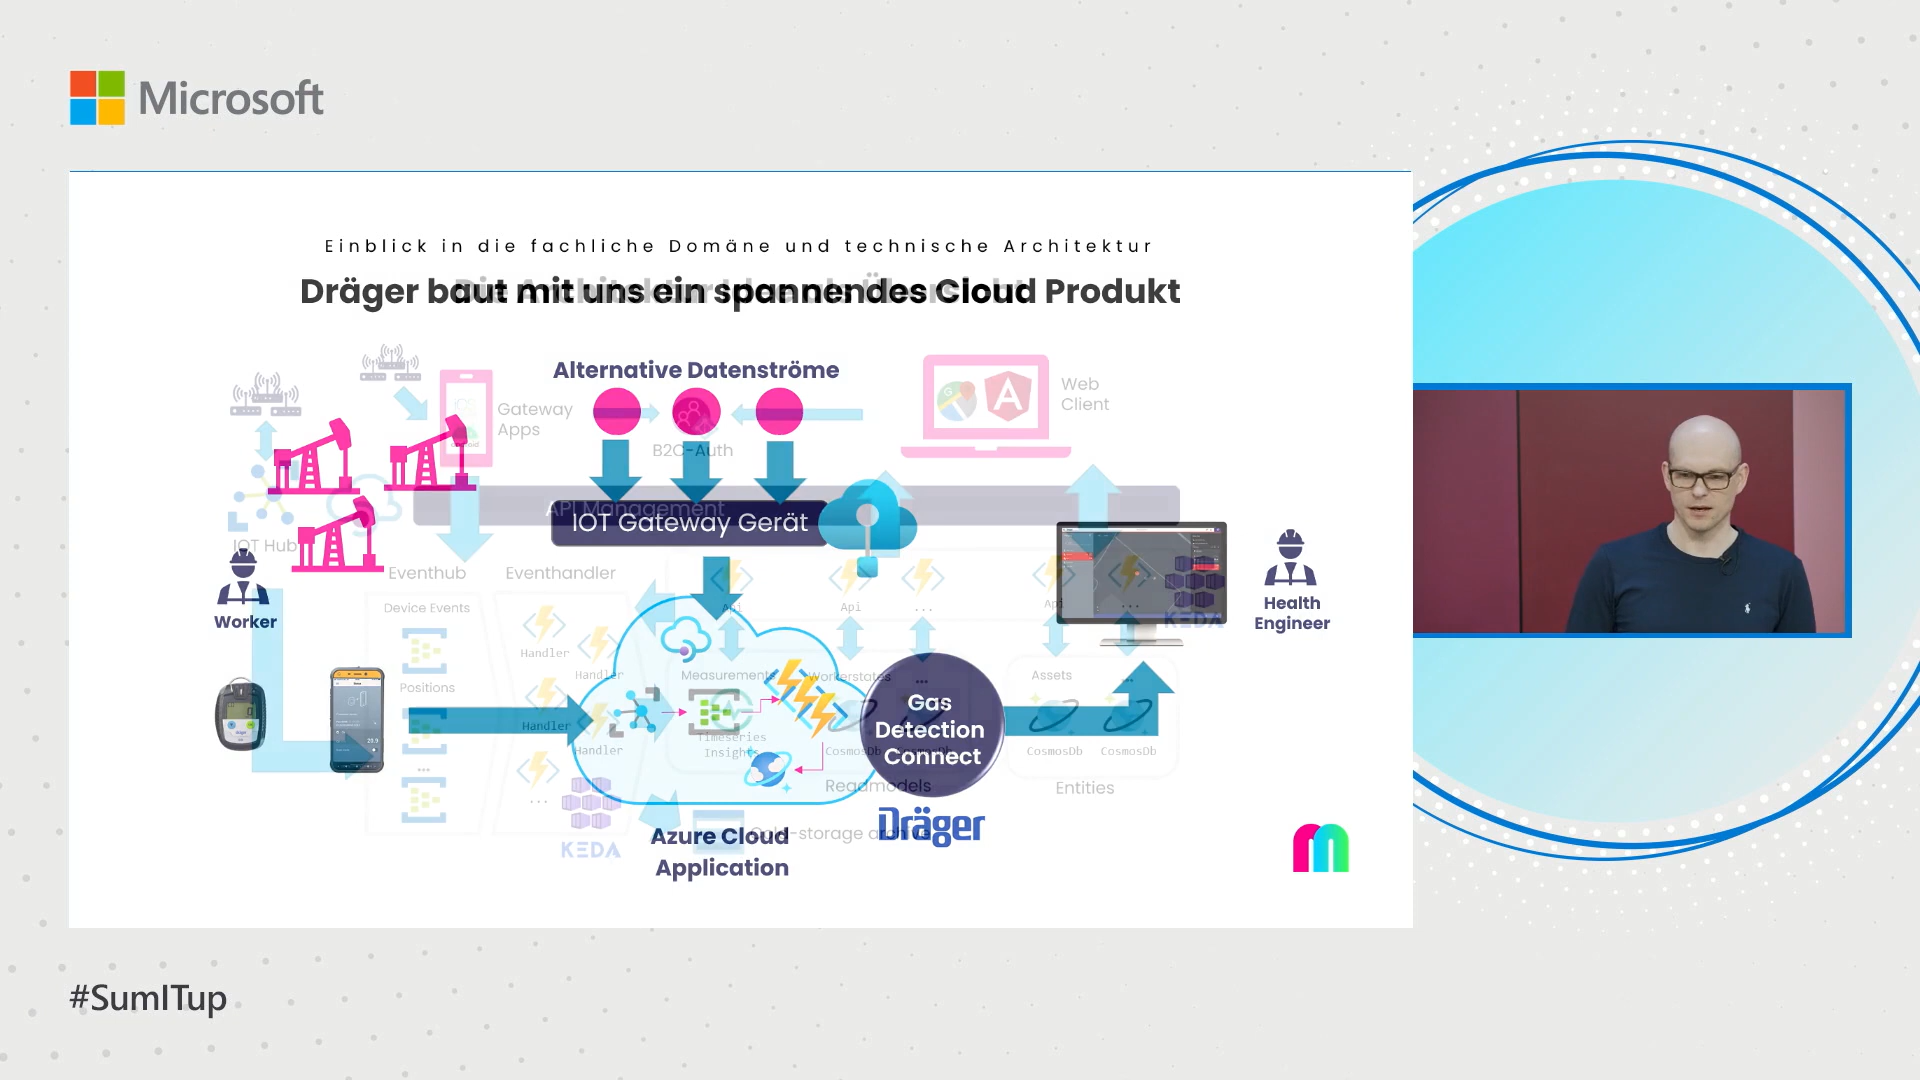 Microsoft
Einblick in die fachliche Domäne und technische Architektur
Dräger baut mit uns ein spannendes Cloud Produkt
Alternative Datenströme
Web
Client
Gateway
Apps
B2C-Auth
API Management
IOT Gateway Gerät
IOT Hub
Eventhub
Eventhandler
Worker
Health
Engineer
Device Events
Api
Api
...
Api
...
KEDA
Handler
Handler
Positions
Measurements
Workerstates
...
Assets
...
Handler
Handler
Timeseries
Insights
CosmosDb
CosmosDb
CosmosDb
Gas
Detection
Connect
...
...
Readmodels
Entities
KEDA
Azure Cloud
Application
Cold-storage archive
Dräger
#SumITup